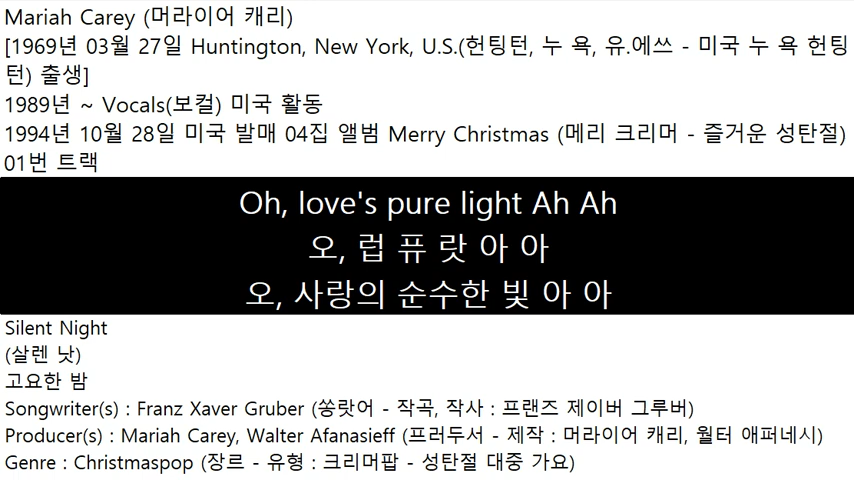 Mariah Carey (머라이어 캐리)
[1969년 03월 27일 Huntington, New York, U.S.(헌팅턴, 누 욕, 유.에쓰 - 미국 누 욕 헌팅
턴) 출생]
1989년 ~ Vocals(보컬) 미국 활동
1994년 10월 28일 미국 발매 04집 앨범 Merry Christmas (메리 크리머 - 즐거운 성탄절)
01번 트랙
Oh, love's pure light Ah Ah
오, 럽 퓨 랏 아 아
오, 사랑의 순수한 빛 아 아
Silent Night
(살렌 낫)
고요한 밤
Songwriter(s) : Franz Xaver Gruber (쏭랏어 - 작곡, 작사 : 프랜즈 제이버 그루버)
Producer(s) : Mariah Carey, Walter Afanasieff (프러두서 - 제작 : 머라이어 캐리, 월터 애퍼네시)
Genre : Christmaspop (장르 - 유형 : 크리머팝 - 성탄절 대중 가요)